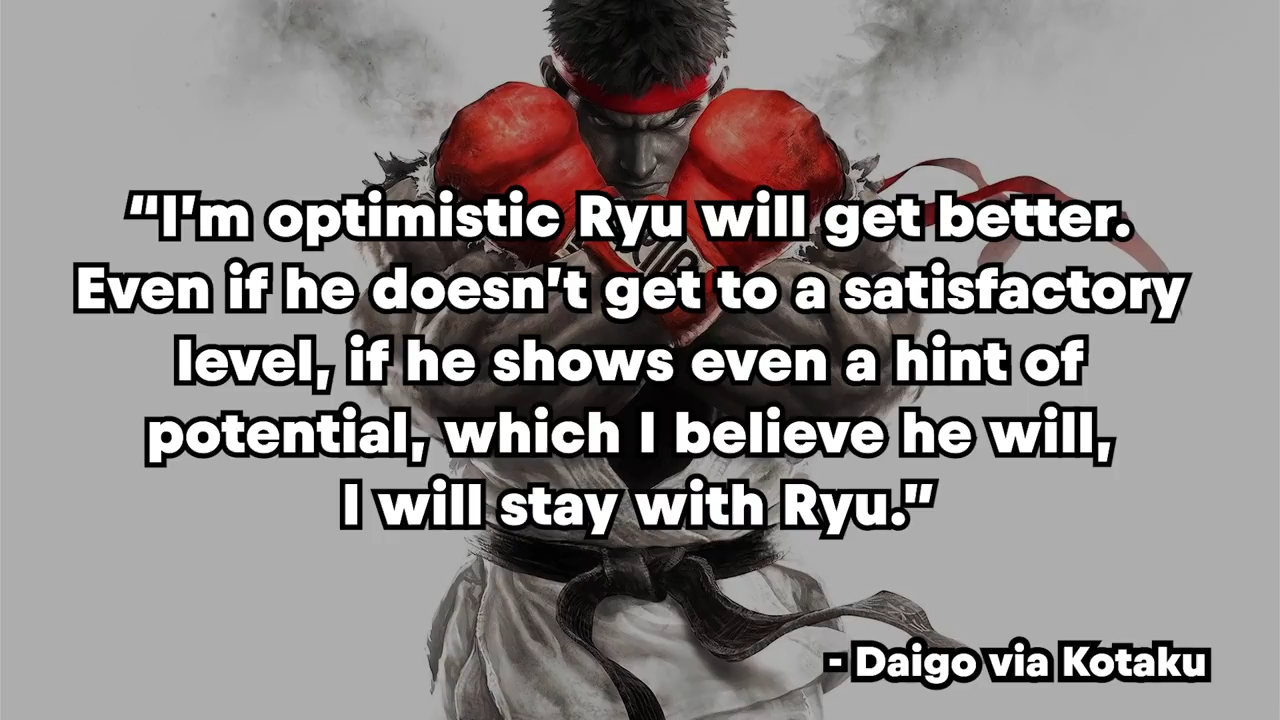 "I'm optimistic Ryu will get better.
Even if he doesn't get to a satisfactory
level, if he shows even a hint of
potential, which I believe he will,
I will stay with Ryu."
- Daigo via Kotaku